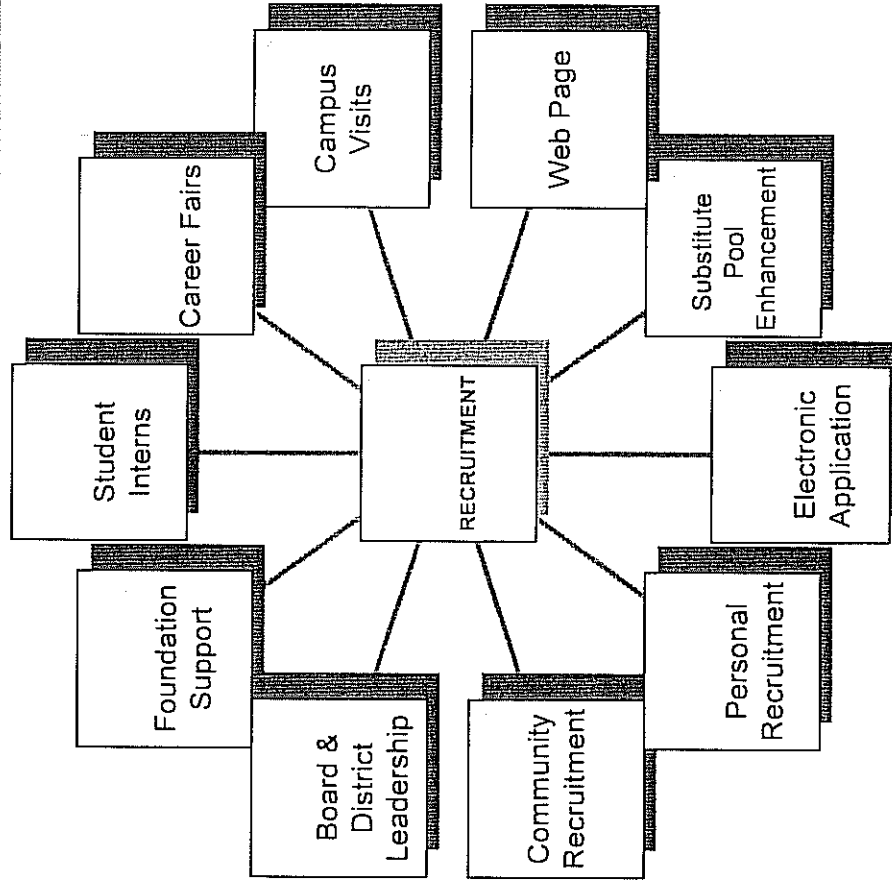 Community
Recruitment
Board &
District
Leadership
Personal
Recruitment
Foundation
Support
Electronic
Application
RECRUITMENT
Student
Interns
Substitute
Pool
Enhancement
Career Fairs
Web Page
Campus
Visits